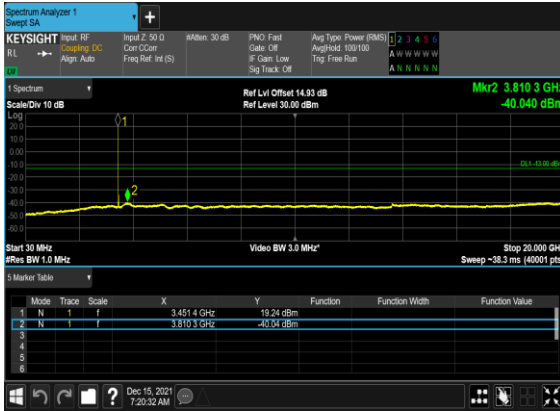 Spectrum Analyzer 1
Swept SA
+
KEYSIGHT
RL
Input: RF
Coupling: DC
Align: Auto
Input Z: 50 Ω
Corr CCorr
Freq Ref: Int (S)
#Atten: 30 dB
PNO: Fast
Gate: Off
IF Gain: Low
Sig Track: Off
Avg Type: Power (RMS)
Avg|Hold: 100/100
Trig: Free Run
1 2 3 4 5 6
A W W W W W
A N N N N N
1 Spectrum
Scale/Div 10 dB
Ref Lvl Offset 14.93 dB
Ref Level 30.00 dBm
Mkr2 3.810 3 GHz
-40.040 dBm
Log
20.0
10.0
0.00
-10.0
-20.0
-30.0
-40.0
-50.0
-60.0
1
2
DL1 -13.00 dBm
Start 30 MHz
#Res BW 1.0 MHz
Video BW 3.0 MHz*
Stop 20.000 GHz
Sweep ~38.3 ms (40001 pts)
5 Marker Table
Mode Trace Scale X Y Function Function Width Function Value
1 N 1 f 3.451 4 GHz 19.24 dBm
2 N 1 f 3.810 3 GHz -40.04 dBm
3
4
5
6
?
Dec 15, 2021
7:20:32 AM